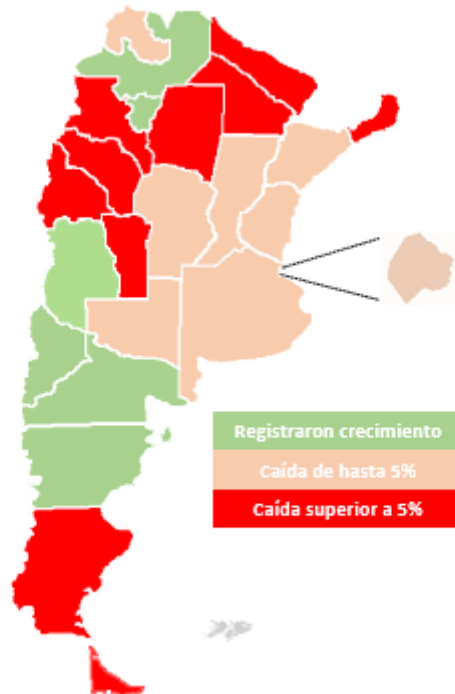 Registraron crecimiento
Caída de hasta 5%
Caída superior a 5%